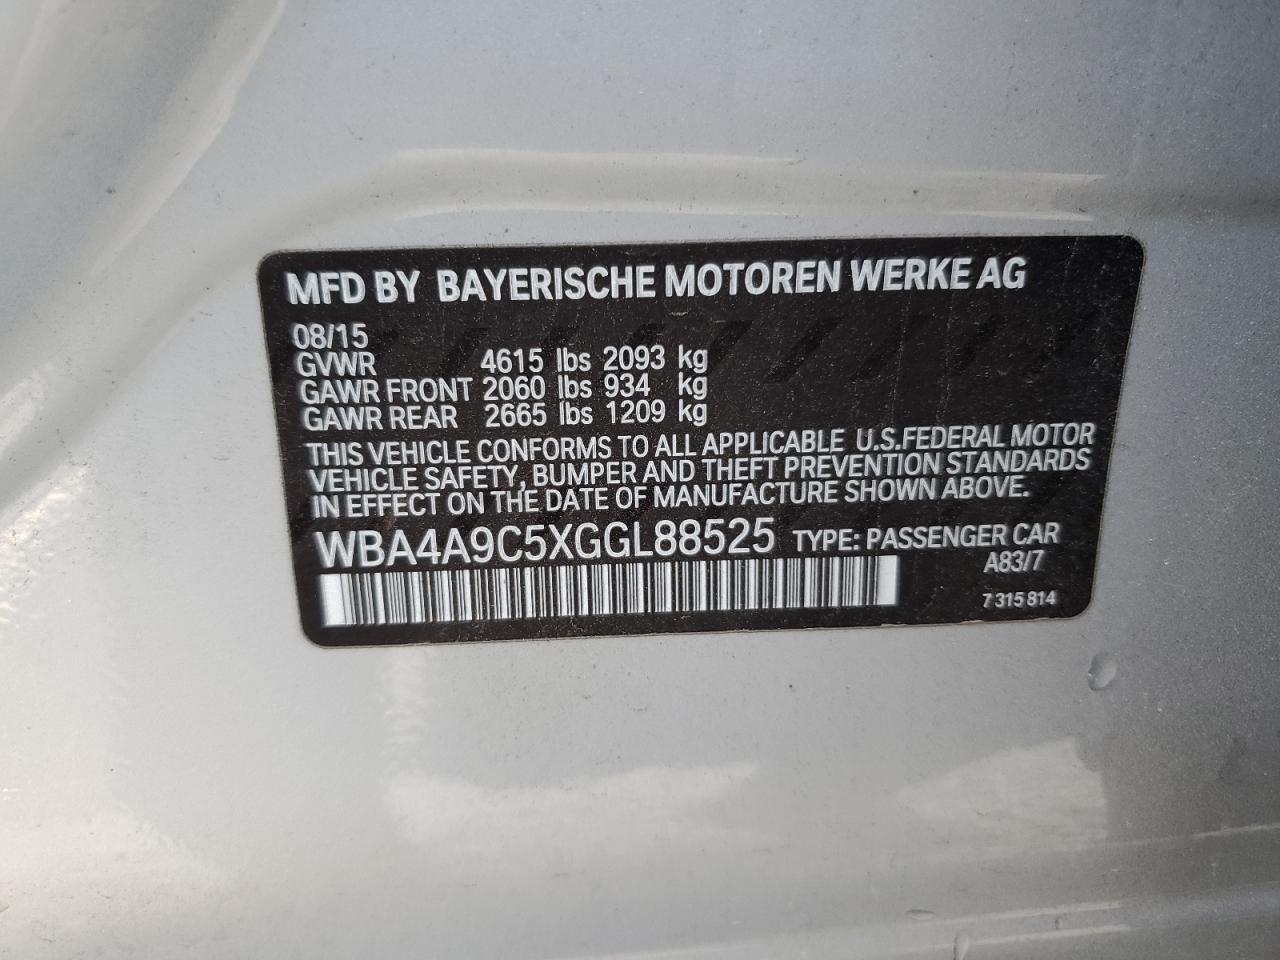 MFD BY BAYERISCHE MOTOREN WERKE AG
08/15
GVWR 4615 lbs 2093 kg
GAWR FRONT 2060 lbs 934 kg
GAWR REAR 2665 lbs 1209 kg
THIS VEHICLE CONFORMS TO ALL APPLICABLE U.S.FEDERAL MOTOR
VEHICLE SAFETY, BUMPER AND THEFT PREVENTION STANDARDS
IN EFFECT ON THE DATE OF MANUFACTURE SHOWN ABOVE.
WBA4A9C5XGGL88525 TYPE: PASSENGER CAR
A83/7
7 315 814